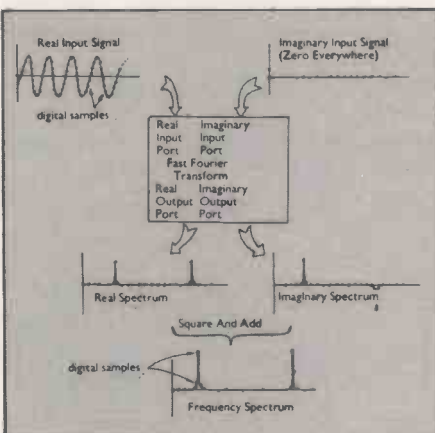 Real Input Signal
Imaginary Input Signal
(Zero Everywhere)
digital samples
Real Imaginary
Input Input
Port Port
Fast Fourier
Transform
Real Imaginary
Output Output
Port Port
Real Spectrum
Imaginary Spectrum
Square And Add
digital samples
Frequency Spectrum